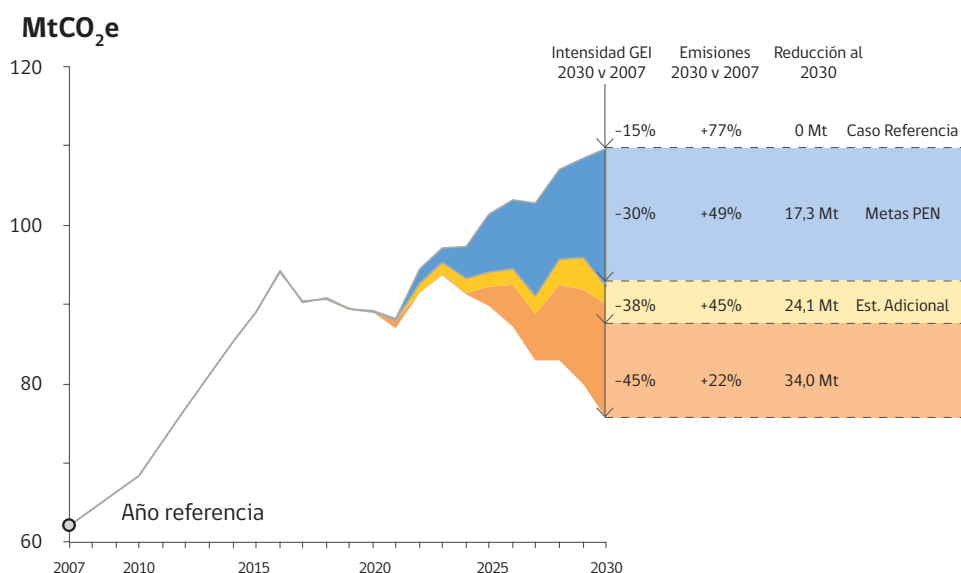 MtCO₂e
Intensidad GEI 2030 v 2007
Emisiones 2030 v 2007
Reducción al 2030
120
-15% +77% 0 Mt Caso Referencia
100
-30% +49% 17,3 Mt Metas PEN
-38% +45% 24,1 Mt Est. Adicional
80
-45% +22% 34,0 Mt
Año referencia
60
2007 2010 2015 2020 2025 2030